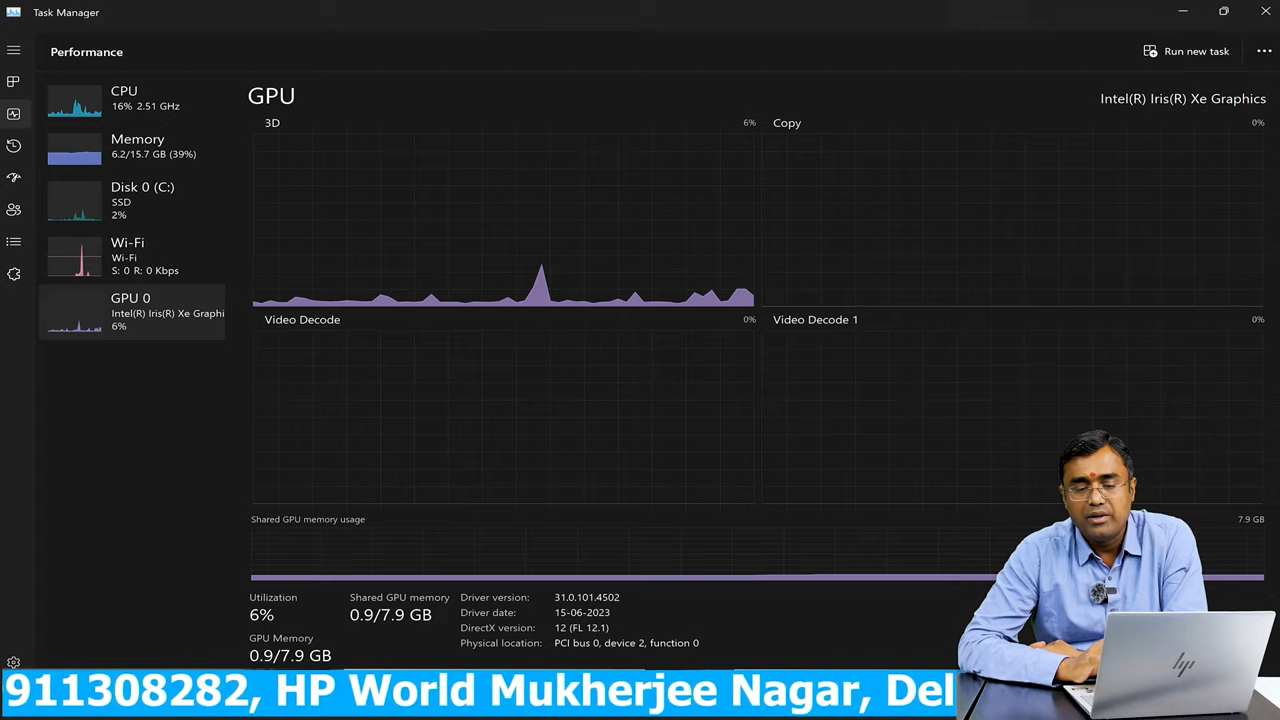 Task Manager
Performance
Run new task
CPU
16% 2.51 GHz
Memory
6.2/15.7 GB (39%)
Disk 0 (C:)
SSD
2%
Wi-Fi
Wi-Fi
S: 0 R: 0 Kbps
GPU 0
Intel(R) Iris(R) Xe Graphi
6%
GPU
Intel(R) Iris(R) Xe Graphics
3D
6%
Copy
0%
Video Decode
0%
Video Decode 1
0%
Shared GPU memory usage
7.9 GB
Utilization
6%
Shared GPU memory
0.9/7.9 GB
GPU Memory
0.9/7.9 GB
Driver version: 31.0.101.4502
Driver date: 15-06-2023
DirectX version: 12 (FL 12.1)
Physical location: PCI bus 0, device 2, function 0
911308282, HP World Mukherjee Nagar, Del
hp